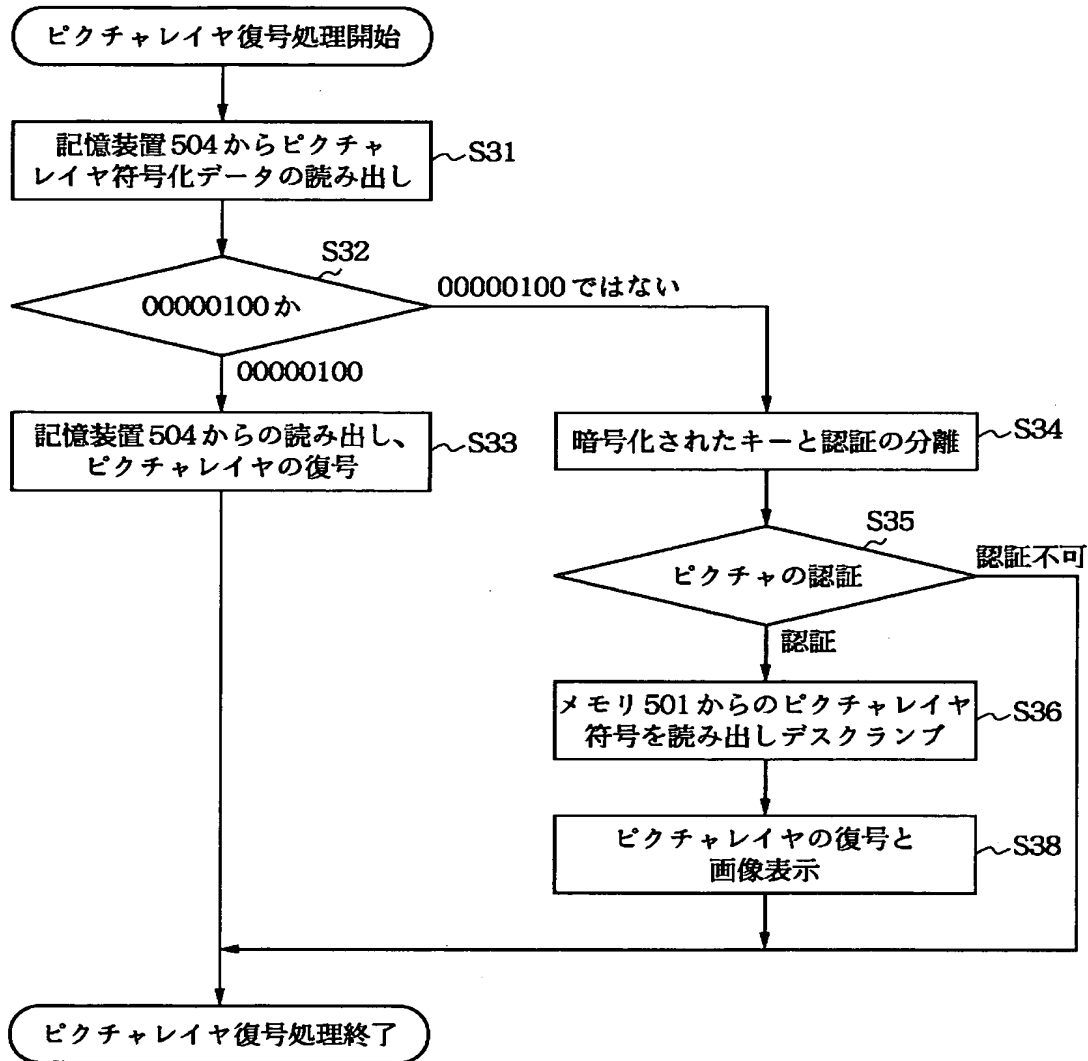 ピクチャレイヤ復号処理開始
記憶装置504からピクチャ
レイヤ符号化データの読み出し
S31
S32
00000100か
00000100ではない
00000100
記憶装置504からの読み出し、
ピクチャレイヤの復号
S33
暗号化されたキーと認証の分離
S34
S35
ピクチャの認証
認証不可
認証
メモリ501からのピクチャレイヤ
符号を読み出しデスクランブ
S36
ピクチャレイヤの復号と
画像表示
S38
ピクチャレイヤ復号処理終了